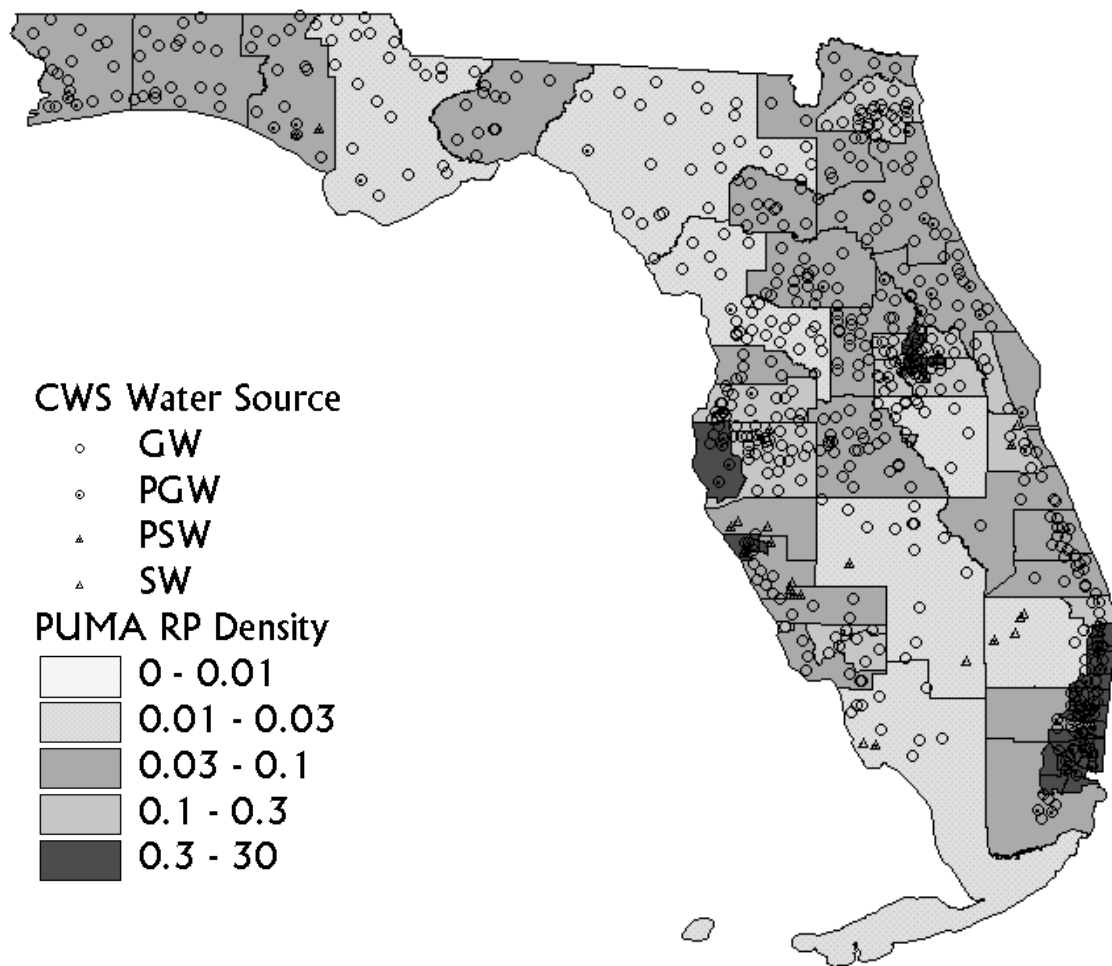 CWS Water Source
GW
PGW
PSW
SW
PUMA RP Density
0 - 0.01
0.01 - 0.03
0.03 - 0.1
0.1 - 0.3
0.3 - 30